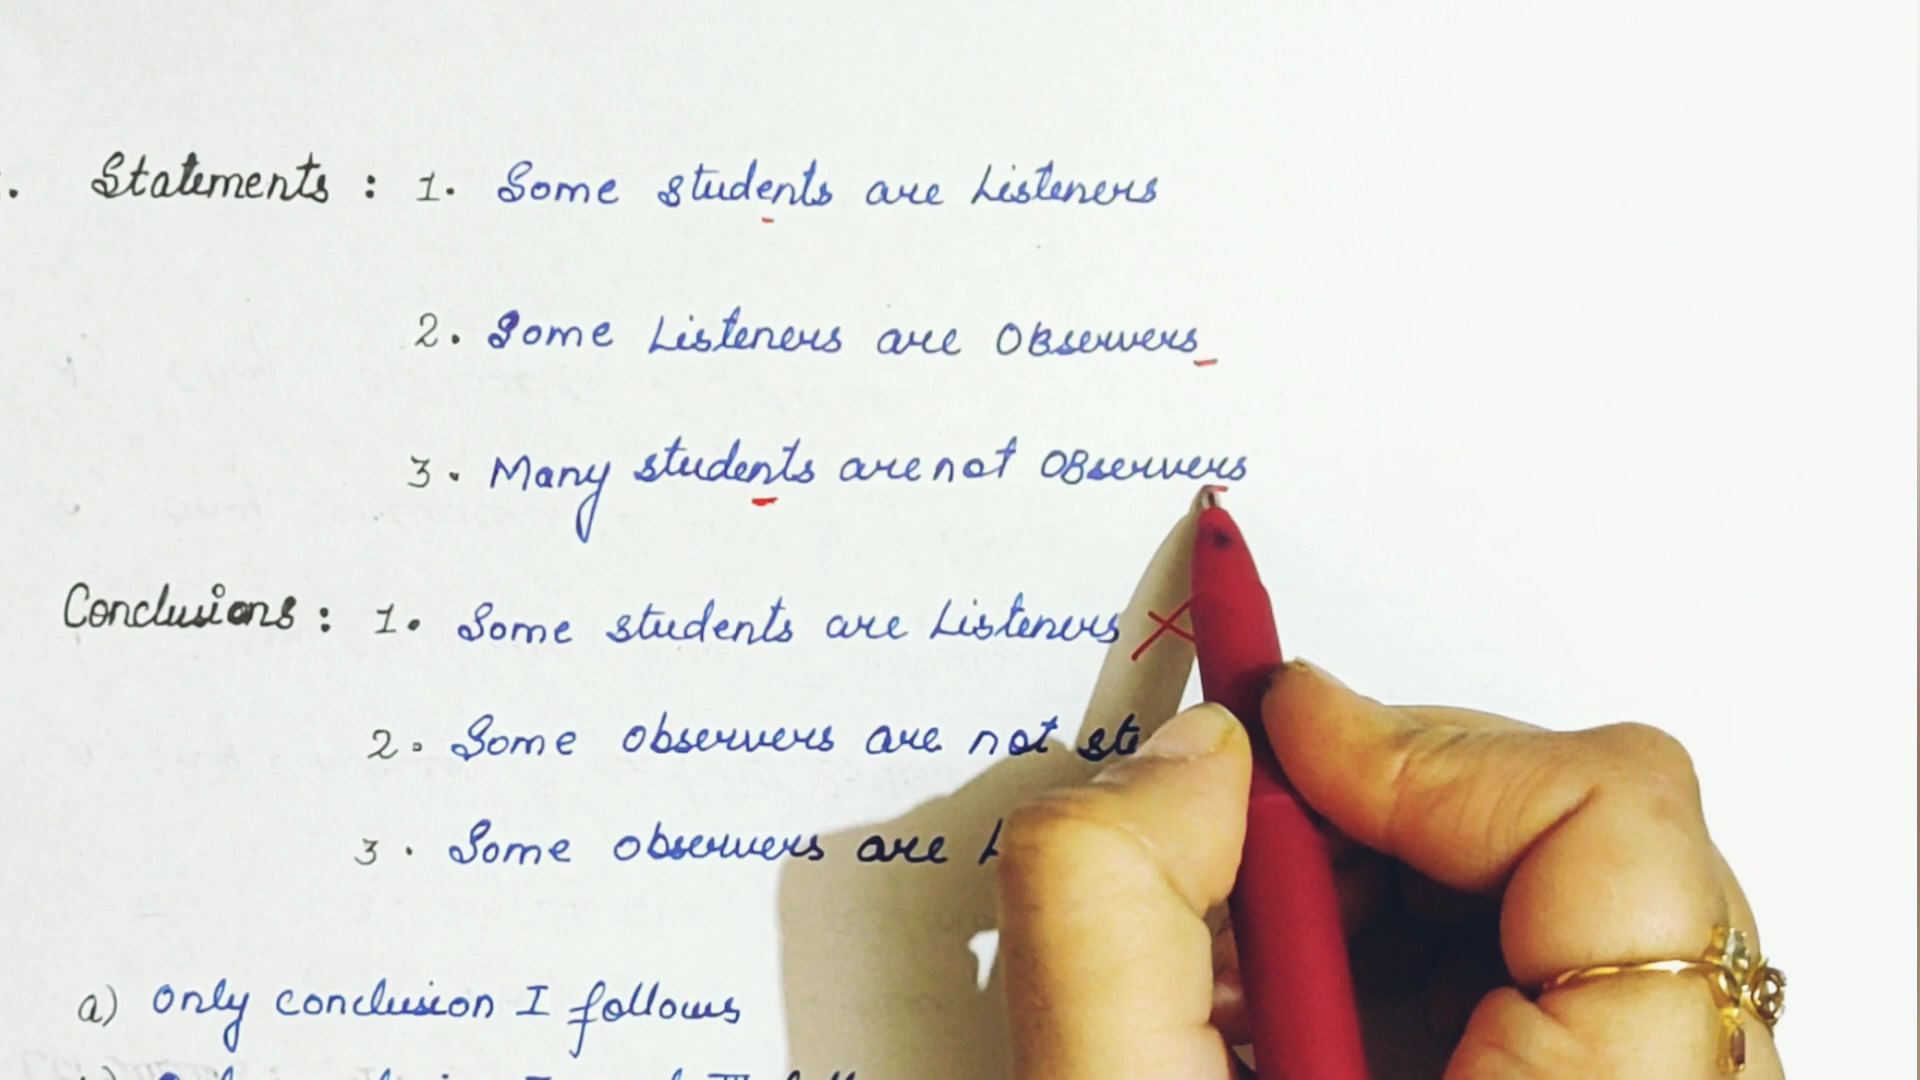 . Statements : 1. Some students are Listeners
2. Some Listeners are Observers
3. Many students are not OBservers
Conclusions : 1. Some students are Listeners
2. Some observers are not
3. Some observers are
a) Only conclusion I follows